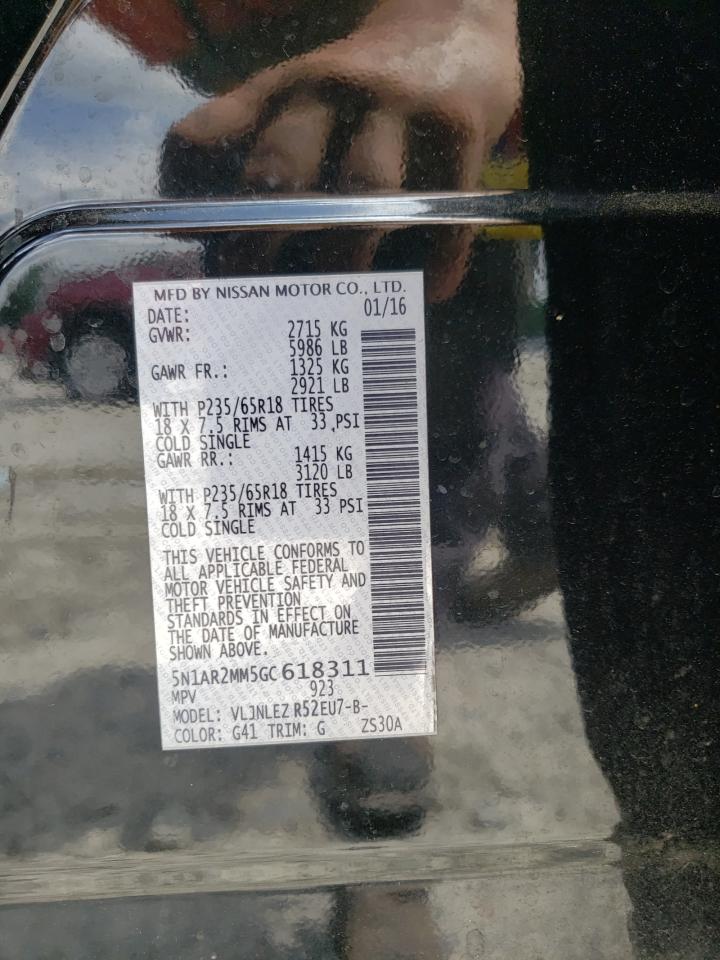 MFD BY NISSAN MOTOR CO., LTD.
DATE: 01/16
GVWR: 2715 KG
5986 LB
GAWR FR.: 1325 KG
2921 LB
WITH P235/65R18 TIRES
18 X 7.5 RIMS AT 33 PSI
COLD SINGLE
GAWR RR.: 1415 KG
3120 LB
WITH P235/65R18 TIRES
18 X 7.5 RIMS AT 33 PSI
COLD SINGLE
THIS VEHICLE CONFORMS TO
ALL APPLICABLE FEDERAL
MOTOR VEHICLE SAFETY AND
THEFT PREVENTION
STANDARDS IN EFFECT ON
THE DATE OF MANUFACTURE
SHOWN ABOVE.
5N1AR2MM5GC618311
MPV 923
MODEL: VLJNLEZ R52EU7-B-
COLOR: G41 TRIM: G ZS30A